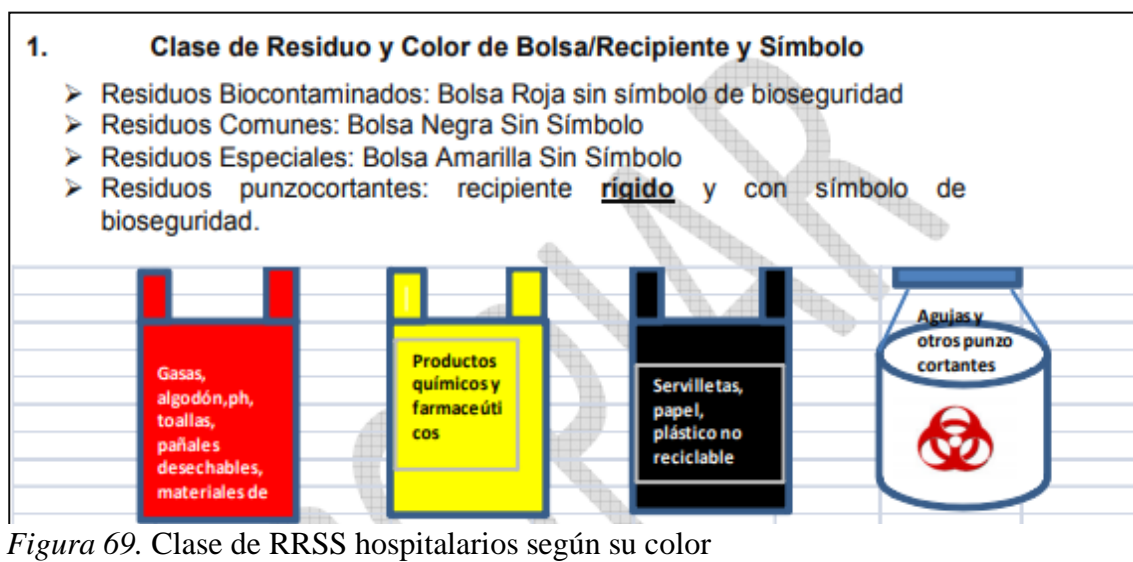 1. Clase de Residuo y Color de Bolsa/Recipiente y Símbolo
➢ Residuos Biocontaminados: Bolsa Roja sin símbolo de bioseguridad
➢ Residuos Comunes: Bolsa Negra Sin Símbolo
➢ Residuos Especiales: Bolsa Amarilla Sin Símbolo
➢ Residuos punzocortantes: recipiente rígido y con símbolo de
bioseguridad.
Gasas,
algodón,ph,
toallas,
pañales
desechables,
materiales de
Productos
químicos y
farmaceúti
cos
Servilletas,
papel,
plástico no
reciclable
Agujas y
otros punzo
cortantes
Figura 69. Clase de RRSS hospitalarios según su color